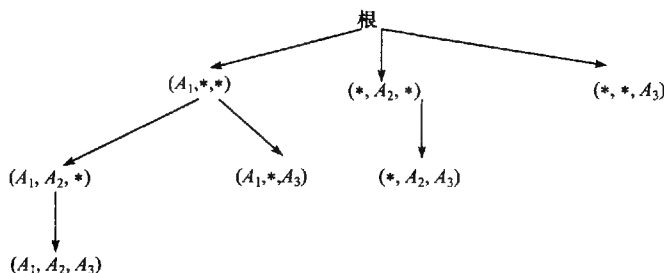 根
(A₁,*,*) (*, A₂, *) (*, *, A₃)
(A₁, A₂, *) (A₁,*,A₃) (*, A₂, A₃)
(A₁, A₂, A₃)